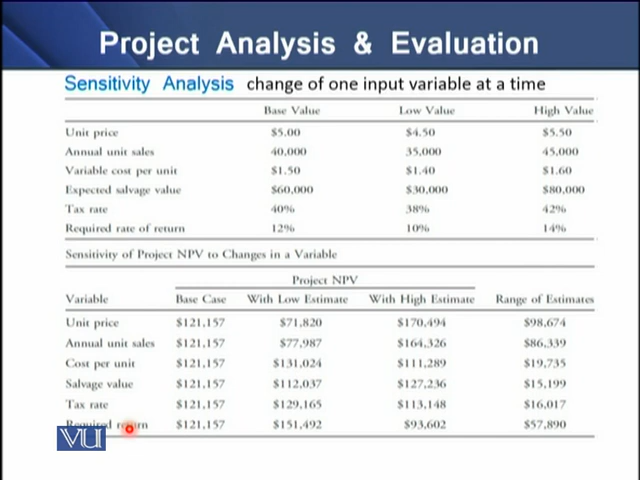 Project Analysis & Evaluation
Sensitivity Analysis change of one input variable at a time
Base Value Low Value High Value
Unit price $5.00 $4.50 $5.50
Annual unit sales 40,000 35,000 45,000
Variable cost per unit $1.50 $1.40 $1.60
Expected salvage value $60,000 $30,000 $80,000
Tax rate 40% 38% 42%
Required rate of return 12% 10% 14%
Sensitivity of Project NPV to Changes in a Variable
Project NPV
Variable Base Case With Low Estimate With High Estimate Range of Estimates
Unit price $121,157 $71,820 $170,494 $98,674
Annual unit sales $121,157 $77,987 $164,326 $86,339
Cost per unit $121,157 $131,024 $111,289 $19,735
Salvage value $121,157 $112,037 $127,236 $15,199
Tax rate $121,157 $129,165 $113,148 $16,017
Required return $121,157 $151,492 $93,602 $57,890
VU